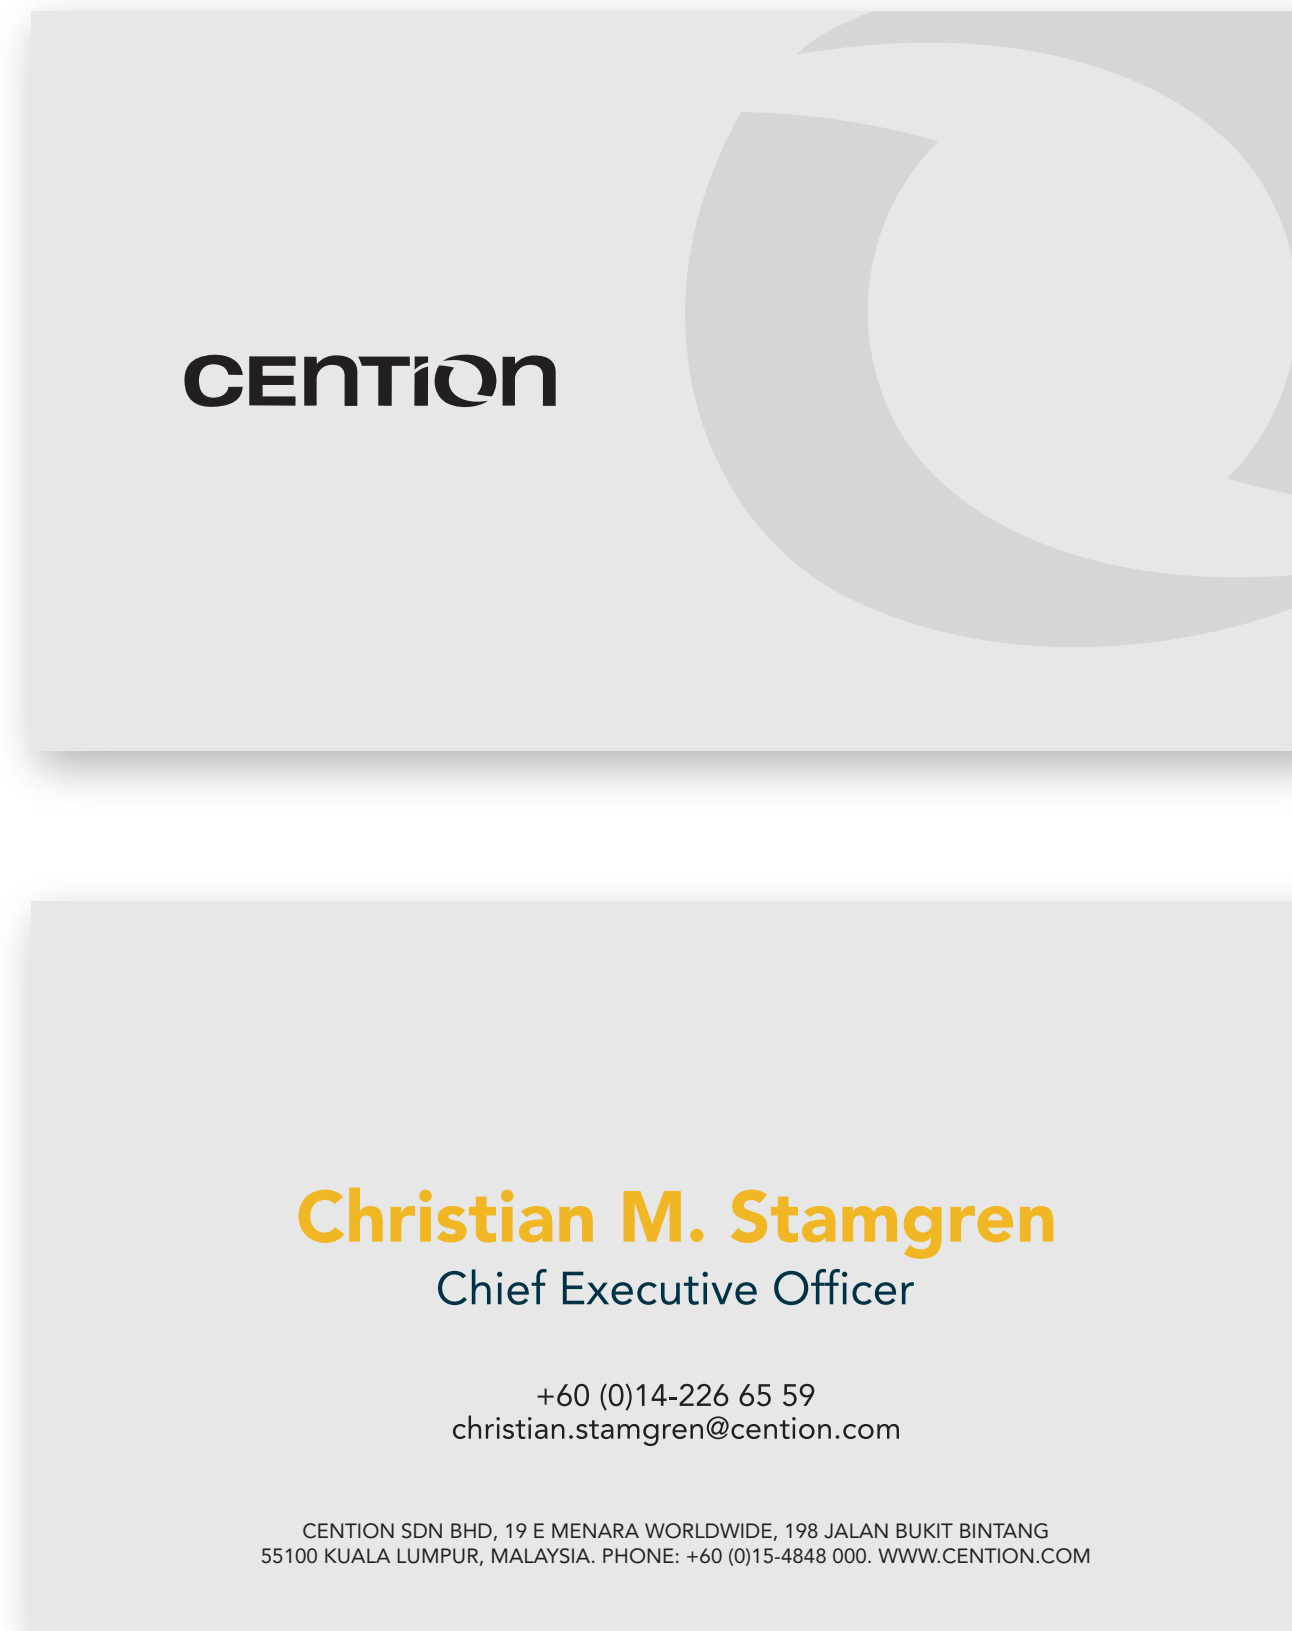 CENTION
Christian M. Stamgren
Chief Executive Officer
+60 (0)14-226 65 59
christian.stamgren@cention.com
CENTION SDN BHD, 19 E MENARA WORLDWIDE, 198 JALAN BUKIT BINTANG
55100 KUALA LUMPUR, MALAYSIA. PHONE: +60 (0)15-4848 000. WWW.CENTION.COM